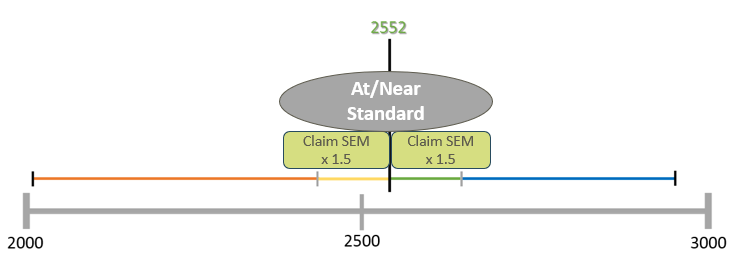 2552
At/Near
Standard
Claim SEM
x 1.5
Claim SEM
x 1.5
2000
2500
3000